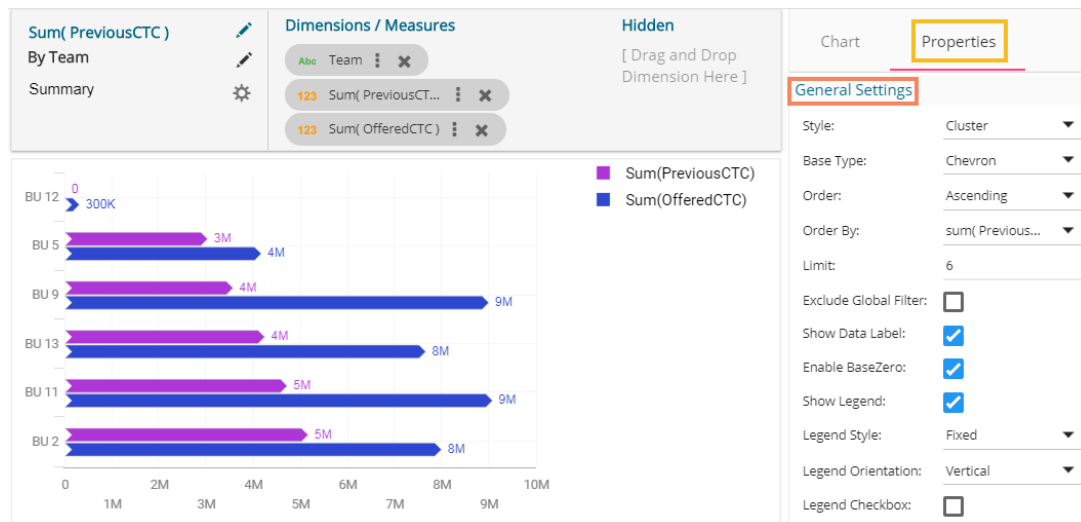 Sum( PreviousCTC )
By Team
Summary
Dimensions / Measures
Abc Team
123 Sum( PreviousCT...
123 Sum( OfferedCTC )
Hidden
[ Drag and Drop
Dimension Here ]
Chart
Properties
General Settings
Style: Cluster
Base Type: Chevron
Order: Ascending
Order By: sum( Previous...
Limit: 6
Exclude Global Filter:
Show Data Label:
Enable BaseZero:
Show Legend:
Legend Style: Fixed
Legend Orientation: Vertical
Legend Checkbox:
Sum(PreviousCTC)
Sum(OfferedCTC)
BU 12
0
300K
BU 5
3M
4M
BU 9
4M
9M
BU 13
4M
8M
BU 11
5M
9M
BU 2
5M
8M
0 2M 4M 6M 8M 10M
1M 3M 5M 7M 9M